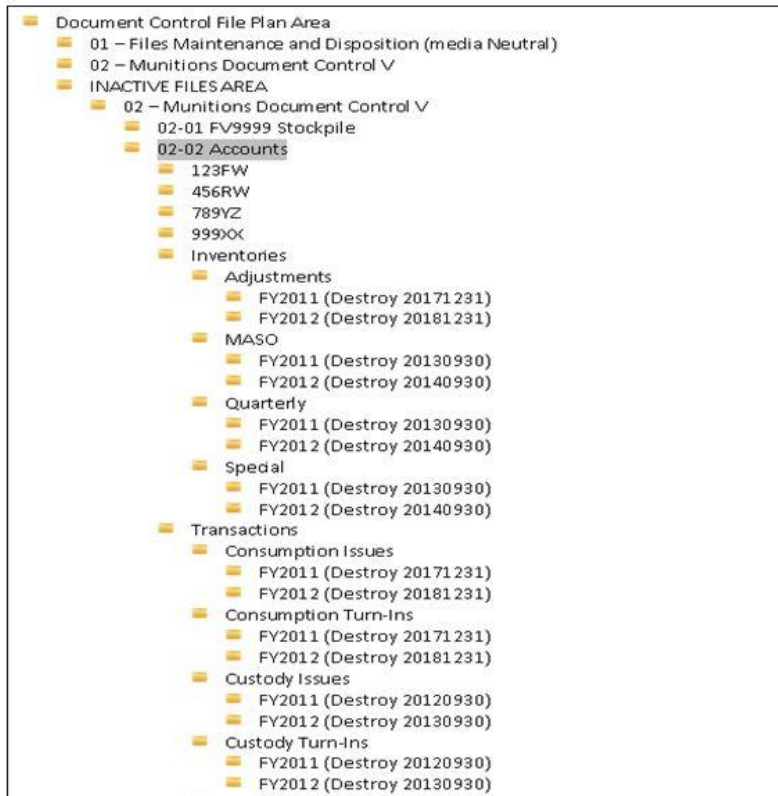 Document Control File Plan Area
01 – Files Maintenance and Disposition (media Neutral)
02 – Munitions Document Control V
INACTIVE FILES AREA
02 – Munitions Document Control V
02-01 FV9999 Stockpile
02-02 Accounts
123FW
456RW
789YZ
999XX
Inventories
Adjustments
FY2011 (Destroy 20171231)
FY2012 (Destroy 20181231)
MASO
FY2011 (Destroy 20130930)
FY2012 (Destroy 20140930)
Quarterly
FY2011 (Destroy 20130930)
FY2012 (Destroy 20140930)
Special
FY2011 (Destroy 20130930)
FY2012 (Destroy 20140930)
Transactions
Consumption Issues
FY2011 (Destroy 20171231)
FY2012 (Destroy 20181231)
Consumption Turn-Ins
FY2011 (Destroy 20171231)
FY2012 (Destroy 20181231)
Custody Issues
FY2011 (Destroy 20120930)
FY2012 (Destroy 20130930)
Custody Turn-Ins
FY2011 (Destroy 20120930)
FY2012 (Destroy 20130930)